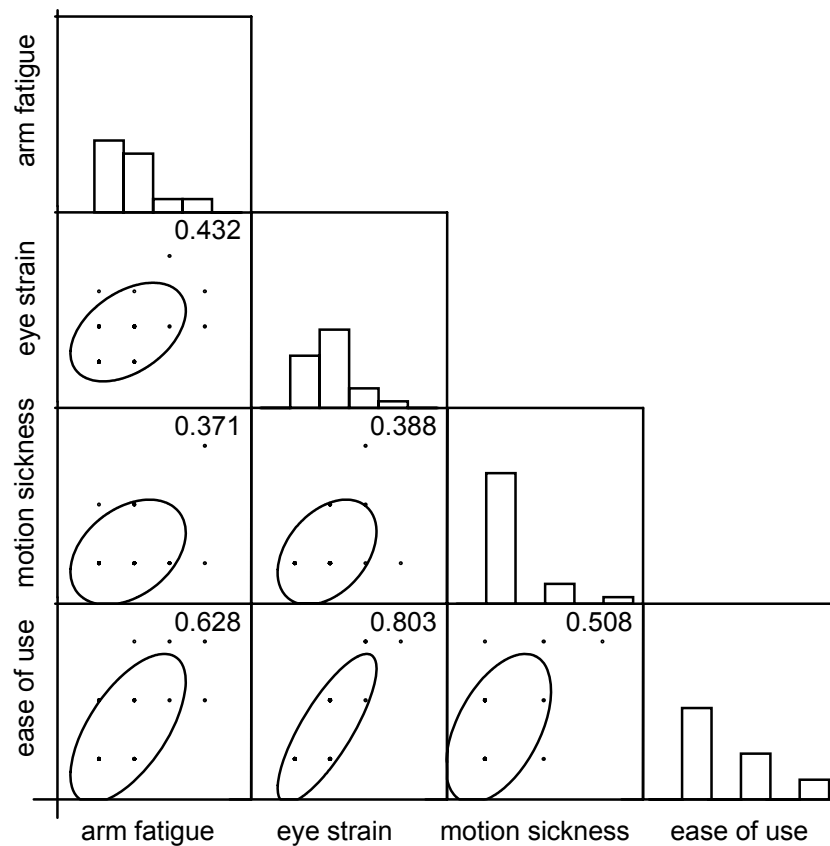 arm fatigue
0.432
eye strain
0.371
0.388
motion sickness
0.628
0.803
0.508
ease of use
arm fatigue
eye strain
motion sickness
ease of use